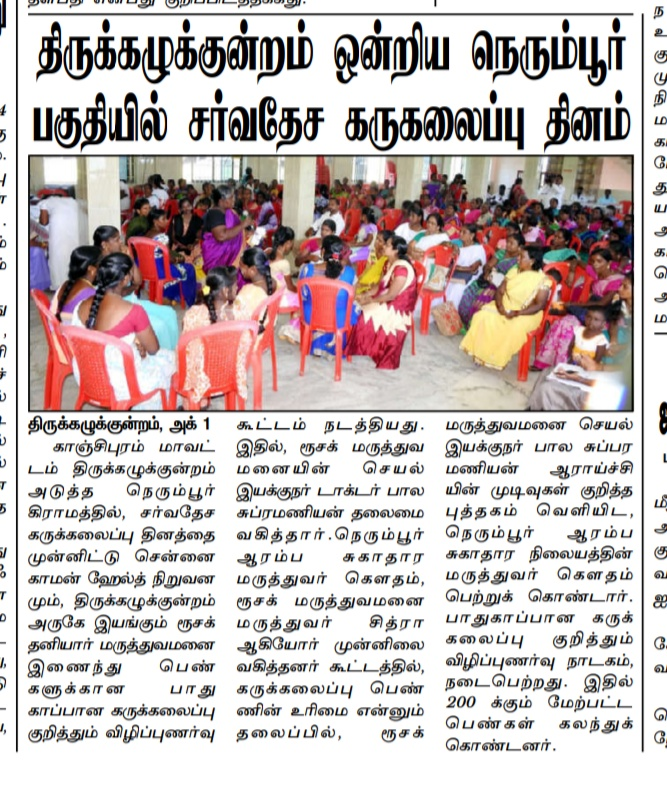 திருக்கழுக்குன்றம் ஒன்றிய நெரும்பூர்
பகுதியில் சர்வதேச கருகலைப்பு தினம்
திருக்கழுக்குன்றம், அக் 1
காஞ்சிபுரம் மாவட்
டம் திருக்கழுக்குன்றம்
அடுத்த நெரும்பூர்
கிராமத்தில், சர்வதேச
கருக்கலைப்பு தினத்தை
முன்னிட்டு சென்னை
காமன் ஹேல்த் நிறுவன
மும், திருக்கழுக்குன்றம்
அருகே இயங்கும் ரூசக்
தனியார் மருத்துவமனை
இணைந்து பெண்
களுக்கான பாது
காப்பான கருக்கலைப்பு
குறித்தும் விழிப்புணர்வு
கூட்டம் நடத்தியது.
இதில், ரூசக் மருத்துவ
மனையின் செயல்
இயக்குநர் டாக்டர் பால
சுப்ரமணியன் தலைமை
வகித்தார்.நெரும்பூர்
ஆரம்ப சுகாதார
மருத்துவர் கௌதம்,
ரூசக் மருத்துவமனை
மருத்துவர் சித்ரா
ஆகியோர் முன்னிலை
வகித்தனர் கூட்டத்தில்,
கருக்கலைப்பு பெண்
ணின் உரிமை என்னும்
தலைப்பில், ரூசக்
மருத்துவமனை செயல்
இயக்குநர் பால சுப்பர
மணியன் ஆராய்ச்சி
யின் முடிவுகள் குறித்த
புத்தகம் வெளியிட,
நெரும்பூர் ஆரம்ப
சுகாதார நிலையத்தின்
மருத்துவர் கௌதம்
பெற்றுக் கொண்டார்.
பாதுகாப்பான கருக்
கலைப்பு குறித்தும்
விழிப்புணர்வு நாடகம்,
நடைபெற்றது. இதில்
200 க்கும் மேற்பட்ட
பெண்கள் கலந்துக்
கொண்டனர்.